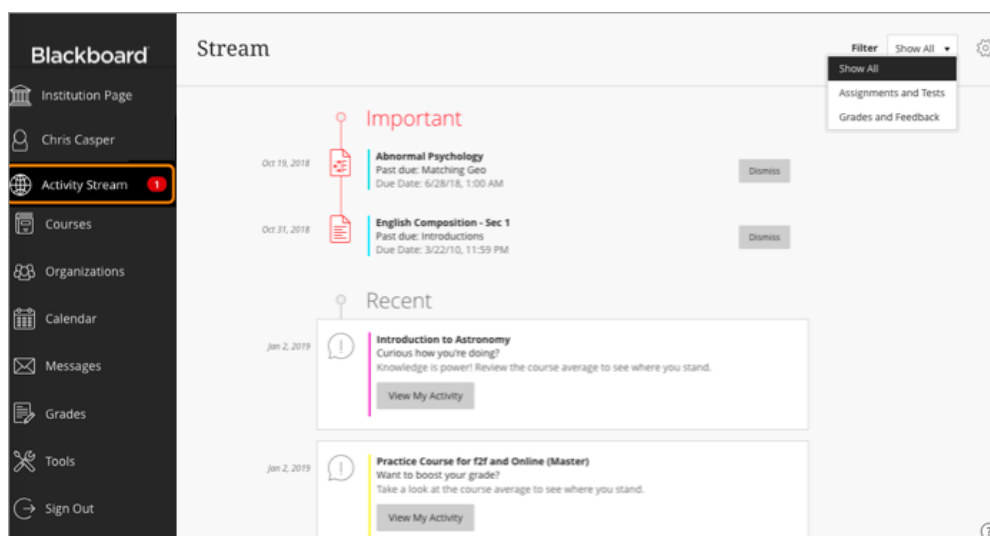 Blackboard
Institution Page
Chris Casper
Activity Stream 1
Courses
Organizations
Calendar
Messages
Grades
Tools
Sign Out
Stream
Filter Show All
Show All
Assignments and Tests
Grades and Feedback
Important
Oct 19, 2018
Abnormal Psychology
Past due: Matching Geo
Due Date: 6/28/18, 1:00 AM
Dismiss
Oct 31, 2018
English Composition - Sec 1
Past due: Introductions
Due Date: 3/22/10, 11:59 PM
Dismiss
Recent
Jan 2, 2019
Introduction to Astronomy
Curious how you're doing?
Knowledge is power! Review the course average to see where you stand.
View My Activity
Jan 2, 2019
Practice Course for f2f and Online (Master)
Want to boost your grade?
Take a look at the course average to see where you stand.
View My Activity